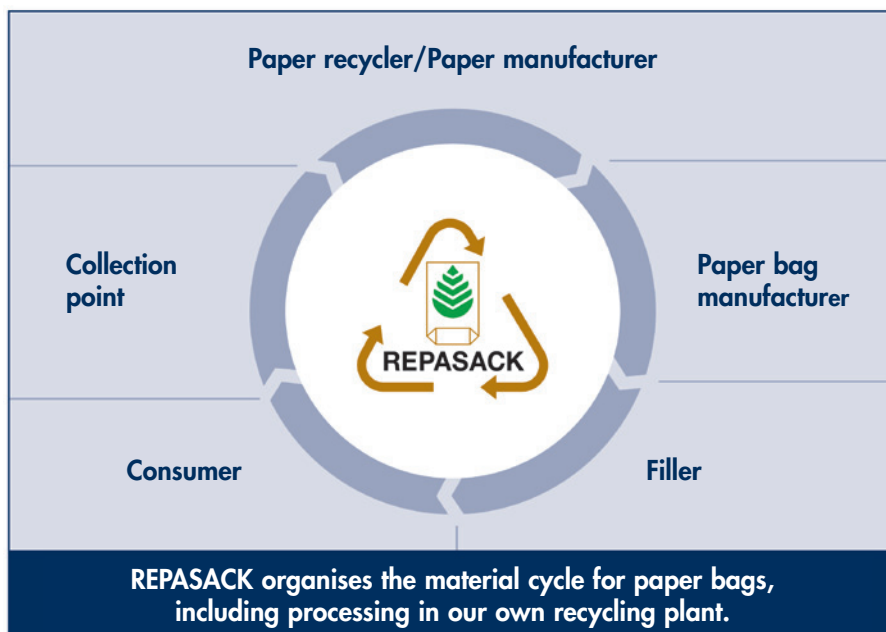 Paper recycler/Paper manufacturer
Collection
point
Paper bag
manufacturer
REPASACK
Consumer
Filler
REPASACK organises the material cycle for paper bags,
including processing in our own recycling plant.